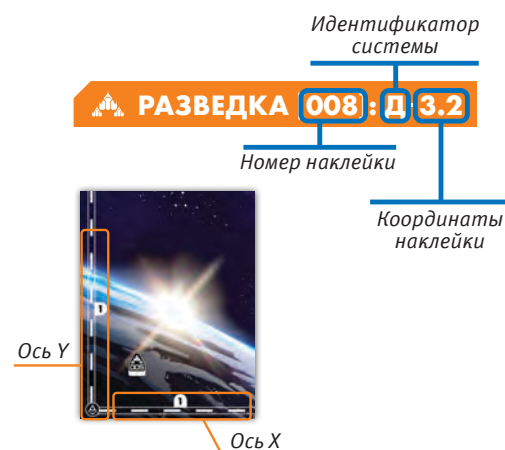 Идентификатор
системы
РАЗВЕДКА 008 : Д-3.2
Номер наклейки
Координаты
наклейки
1
Ось Y
1
Ось X